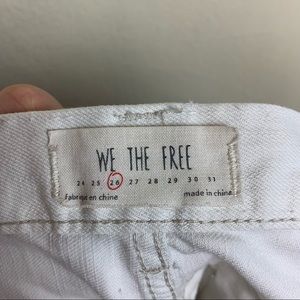 WE THE FREE
24 25 26 27 28 29 30 31
fabriqué en chine made in china